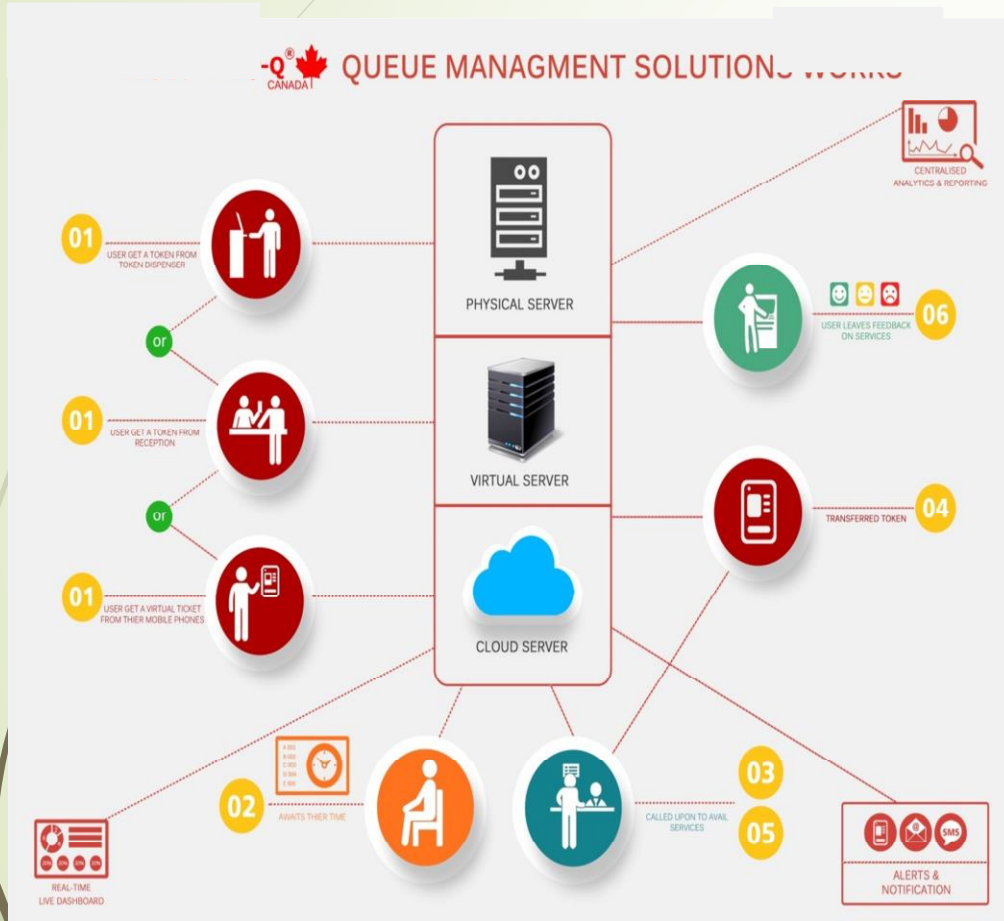 -Q®
CANADA
QUEUE MANAGMENT SOLUTIONS WORKS
CENTRALISED
ANALYTICS & REPORTING
01
USER GET A TOKEN FROM
TOKEN DISPENSER
or
01
USER GET A TOKEN FROM
RECEPTION
or
01
USER GET A VIRTUAL TICKET
FROM THIER MOBILE PHONES
PHYSICAL SERVER
VIRTUAL SERVER
CLOUD SERVER
06
USER LEAVES FEEDBACK
ON SERVICES
04
TRANSFERRED TOKEN
02
AWAITS THIER TIME
03
CALLED UPON TO AVAIL
SERVICES
05
REAL-TIME
LIVE DASHBOARD
@
SMS
ALERTS &
NOTIFICATION